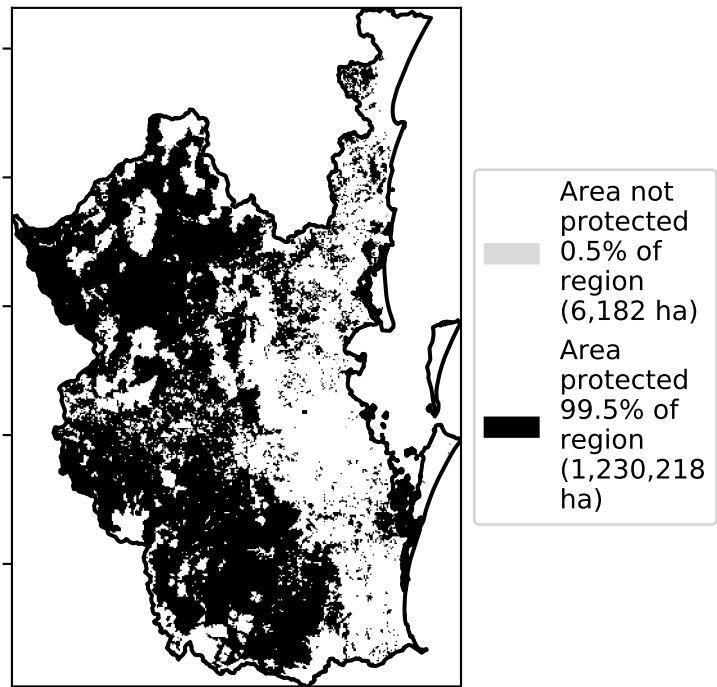 Area not
protected
0.5% of
region
(6,182 ha)
Area
protected
99.5% of
region
(1,230,218
ha)